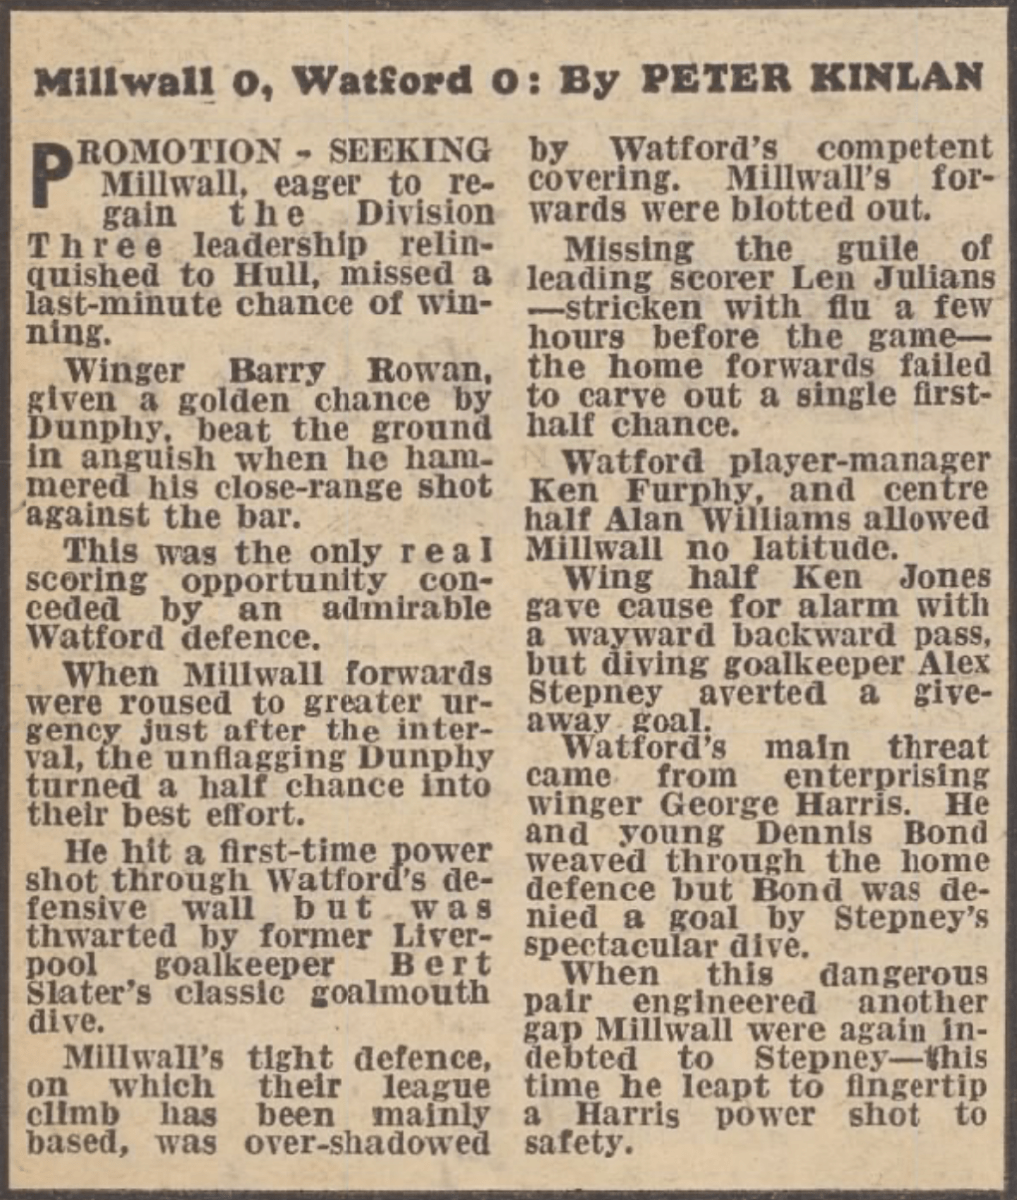 Millwall 0, Watford 0: By PETER KINLAN
PROMOTION - SEEKING
Millwall, eager to re-
gain the Division
Three leadership relin-
quished to Hull, missed a
last-minute chance of win-
ning.
Winger Barry Rowan,
given a golden chance by
Dunphy, beat the ground
in anguish when he ham-
mered his close-range shot
against the bar.
This was the only real
scoring opportunity con-
ceded by an admirable
Watford defence.
When Millwall forwards
were roused to greater ur-
gency just after the inter-
val, the unflagging Dunphy
turned a half chance into
their best effort.
He hit a first-time power
shot through Watford's de-
fensive wall but was
thwarted by former Liver-
pool goalkeeper Bert
Slater's classic goalmouth
dive.
Millwall's tight defence,
on which their league
climb has been mainly
based, was over-shadowed
by Watford's competent
covering. Millwall's for-
wards were blotted out.
Missing the guile of
leading scorer Len Julians
—stricken with flu a few
hours before the game—
the home forwards failed
to carve out a single first-
half chance.
Watford player-manager
Ken Furphy, and centre
half Alan Williams allowed
Millwall no latitude.
Wing half Ken Jones
gave cause for alarm with
a wayward backward pass,
but diving goalkeeper Alex
Stepney averted a give-
away goal.
Watford's main threat
came from enterprising
winger George Harris. He
and young Dennis Bond
weaved through the home
defence but Bond was de-
nied a goal by Stepney's
spectacular dive.
When this dangerous
pair engineered another
gap Millwall were again in-
debted to Stepney—this
time he leapt to fingertip
a Harris power shot to
safety.